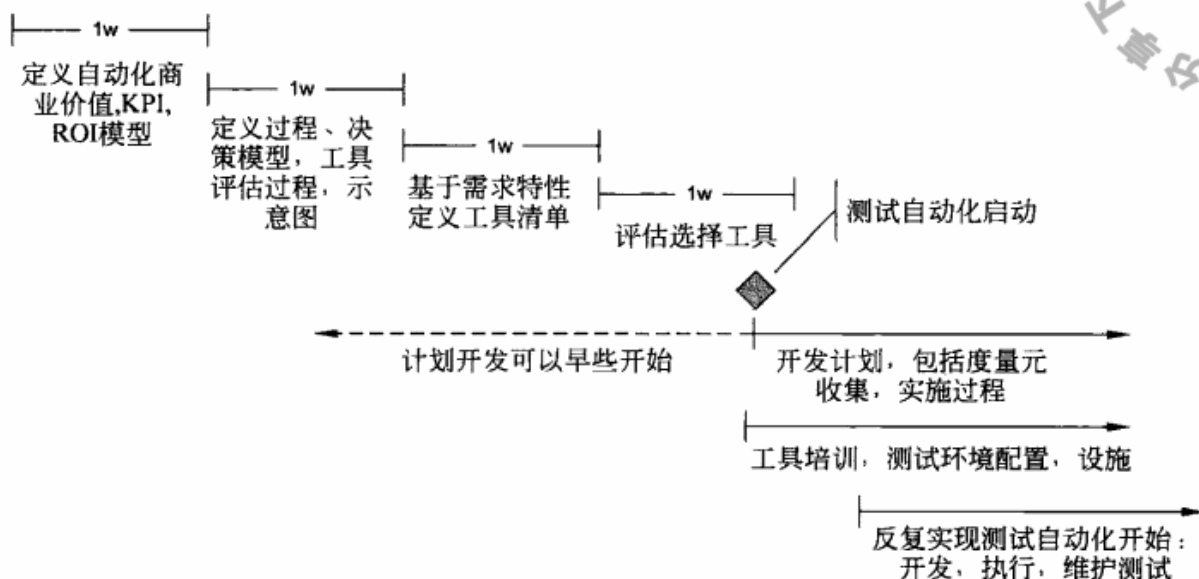 1w
定义自动化商
业价值,KPI,
ROI模型
1w
定义过程、决
策模型，工具
评估过程，示
意图
1w
基于需求特性
定义工具清单
1w
评估选择工具
测试自动化启动
计划开发可以早些开始
开发计划，包括度量元
收集，实施过程
工具培训，测试环境配置，设施
反复实现测试自动化开始：
开发，执行，维护测试
分享下